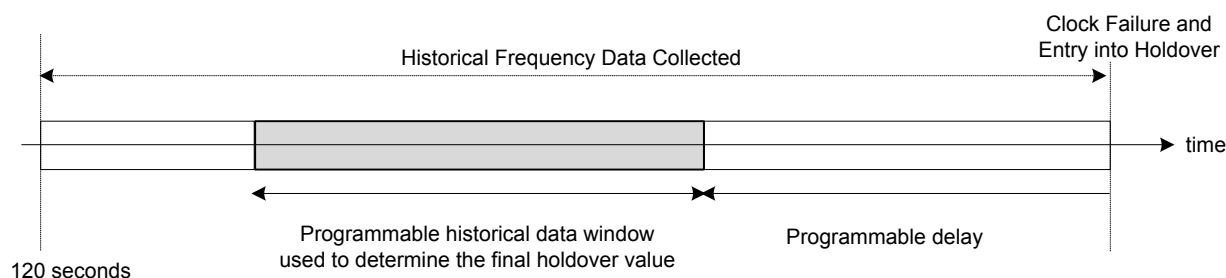 Clock Failure and
Entry into Holdover
Historical Frequency Data Collected
time
Programmable historical data window
used to determine the final holdover value
Programmable delay
120 seconds